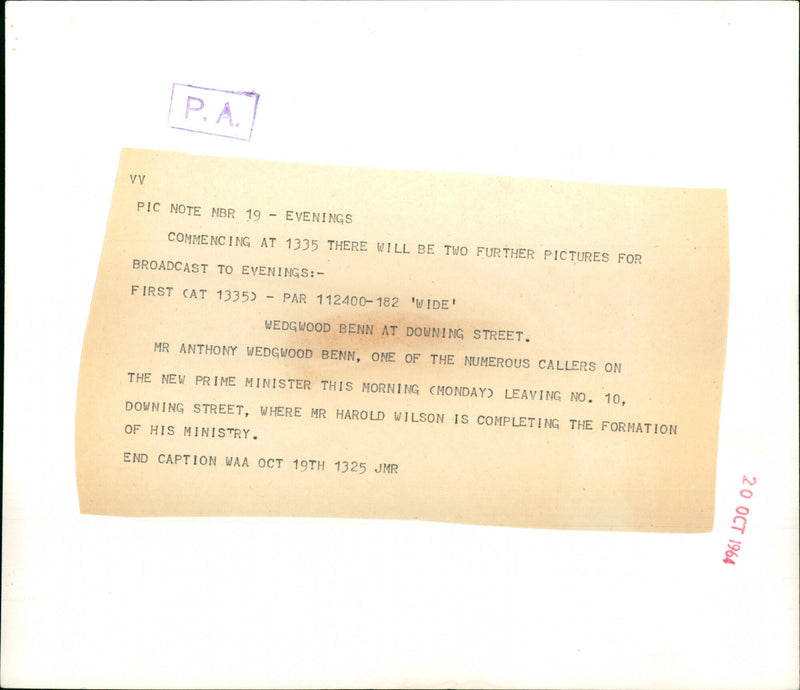 P.A.
VV
PIC NOTE NBR 19 - EVENINGS
COMMENCING AT 1335 THERE WILL BE TWO FURTHER PICTURES FOR
BROADCAST TO EVENINGS:-
FIRST (AT 1335) - PAR 112400-182 'WIDE'
WEDGWOOD BENN AT DOWNING STREET.
MR ANTHONY WEDGWOOD BENN, ONE OF THE NUMEROUS CALLERS ON
THE NEW PRIME MINISTER THIS MORNING (MONDAY) LEAVING NO. 10,
DOWNING STREET, WHERE MR HAROLD WILSON IS COMPLETING THE FORMATION
OF HIS MINISTRY.
END CAPTION WAA OCT 19TH 1325 JMR
20 OCT 1964